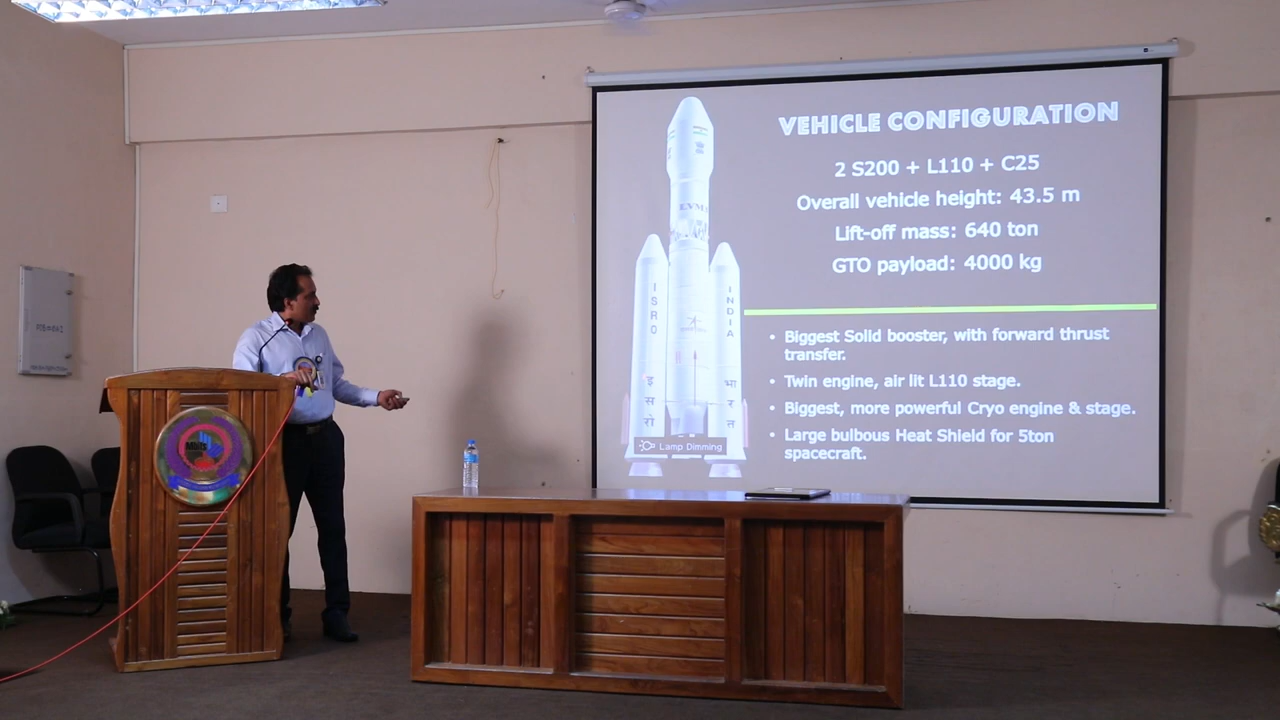 VEHICLE CONFIGURATION
2 S200 + L110 + C25
Overall vehicle height: 43.5 m
Lift-off mass: 640 ton
GTO payload: 4000 kg
• Biggest Solid booster, with forward thrust
transfer.
• Twin engine, air lit L110 stage.
• Biggest, more powerful Cryo engine & stage.
• Large bulbous Heat Shield for 5ton
spacecraft.
ISRO
इसरो
INDIA
भारत
Lamp Dimming